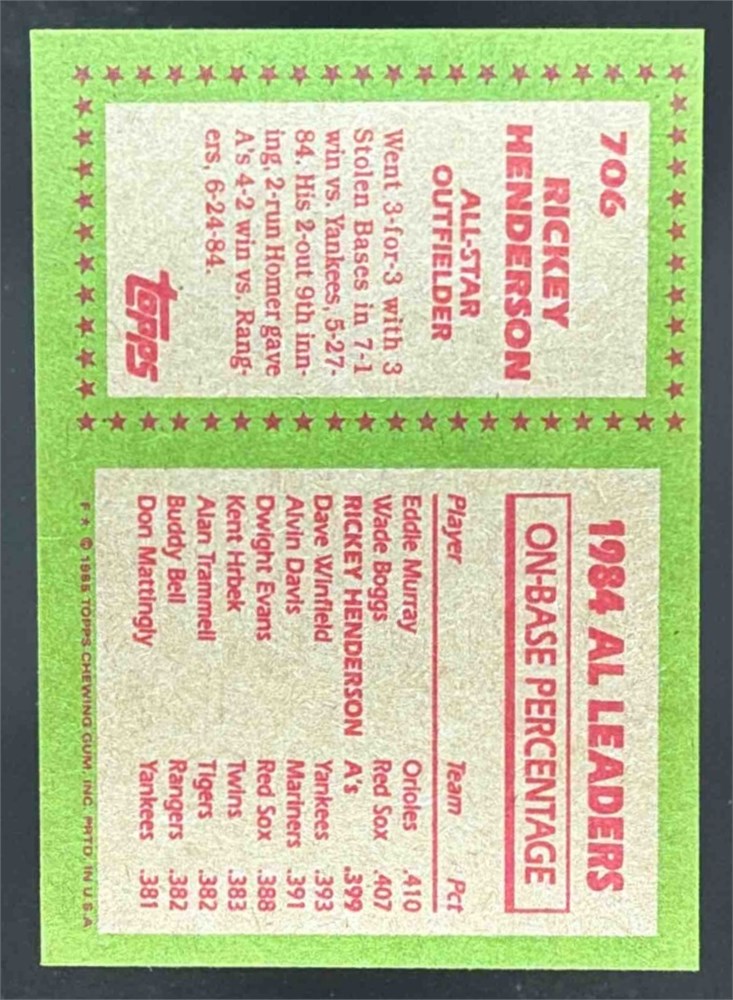 706
RICKEY
HENDERSON
ALL-STAR
OUTFIELDER
Went 3-for-3 with 3
Stolen Bases in 7-1
win vs. Yankees, 5-27-
84. His 2-out 9th inn-
ing, 2-run Homer gave
A's 4-2 win vs. Rang-
ers, 6-24-84.
topps
1984 AL LEADERS
ON-BASE PERCENTAGE
Player Team Pct
Eddie Murray Orioles .410
Wade Boggs Red Sox .407
RICKEY HENDERSON A's .399
Dave Winfield Yankees .393
Alvin Davis Mariners .391
Dwight Evans Red Sox .388
Kent Hrbek Twins .383
Alan Trammell Tigers .382
Buddy Bell Rangers .382
Don Mattingly Yankees .381
F ★ © 1985 TOPPS CHEWING GUM, INC. PRTD. IN U.S.A.